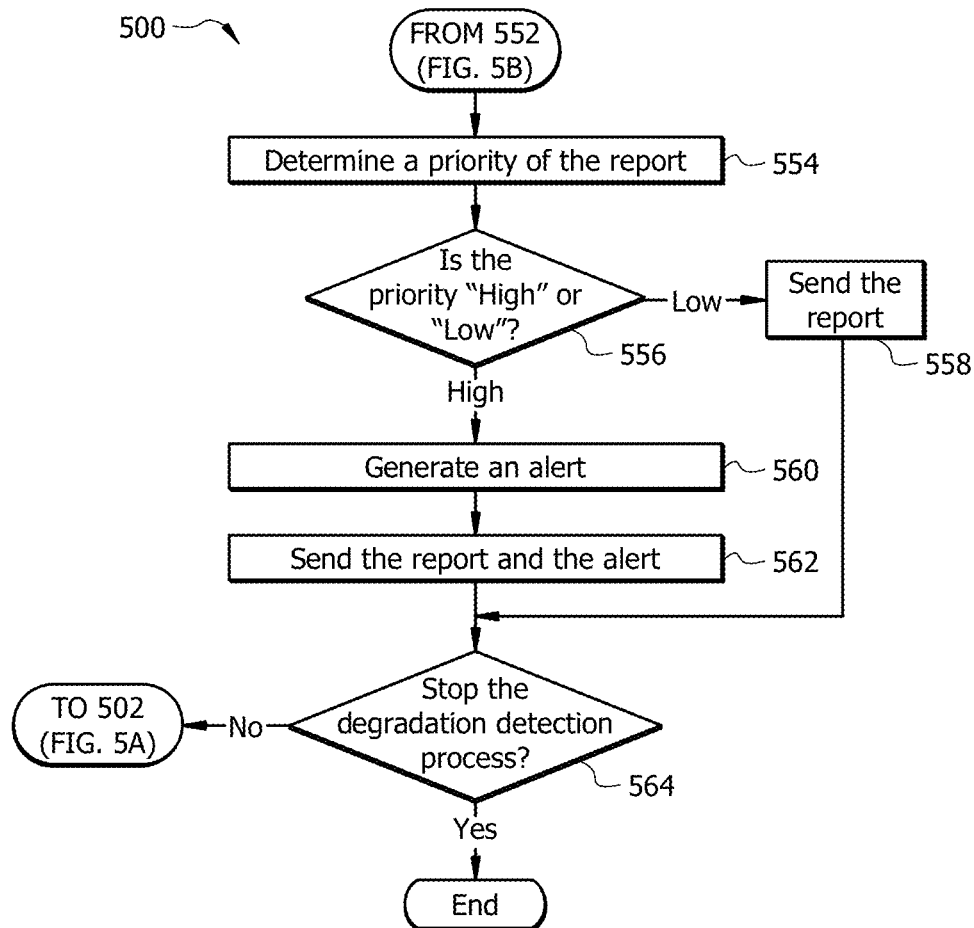 500
FROM 552
(FIG. 5B)
Determine a priority of the report
554
Is the
priority “High” or
“Low”?
556
Low
Send the
report
558
High
Generate an alert
560
Send the report and the alert
562
Stop the
degradation detection
process?
564
No
TO 502
(FIG. 5A)
Yes
End